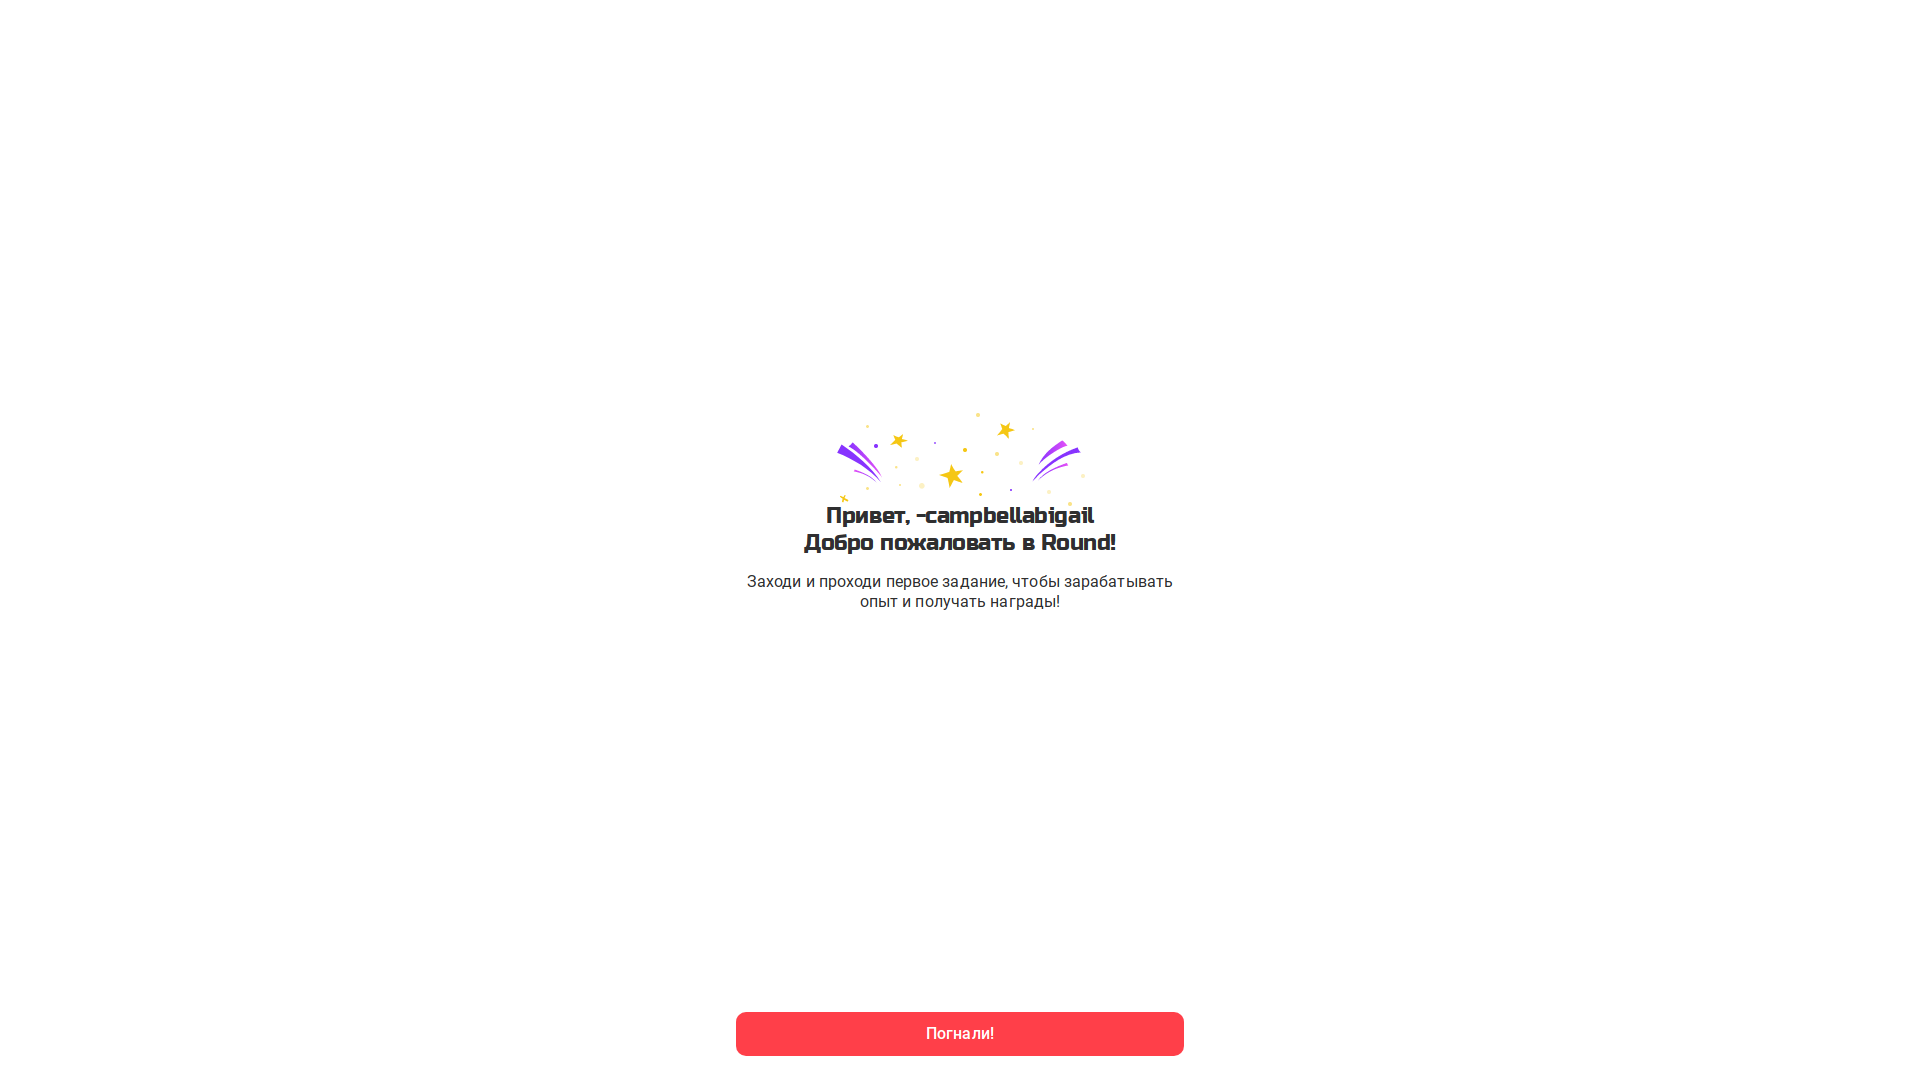 Привет, -campbellabigail
Добро пожаловать в Round!
Заходи и проходи первое задание, чтобы зарабатывать
опыт и получать награды!
Погнали!